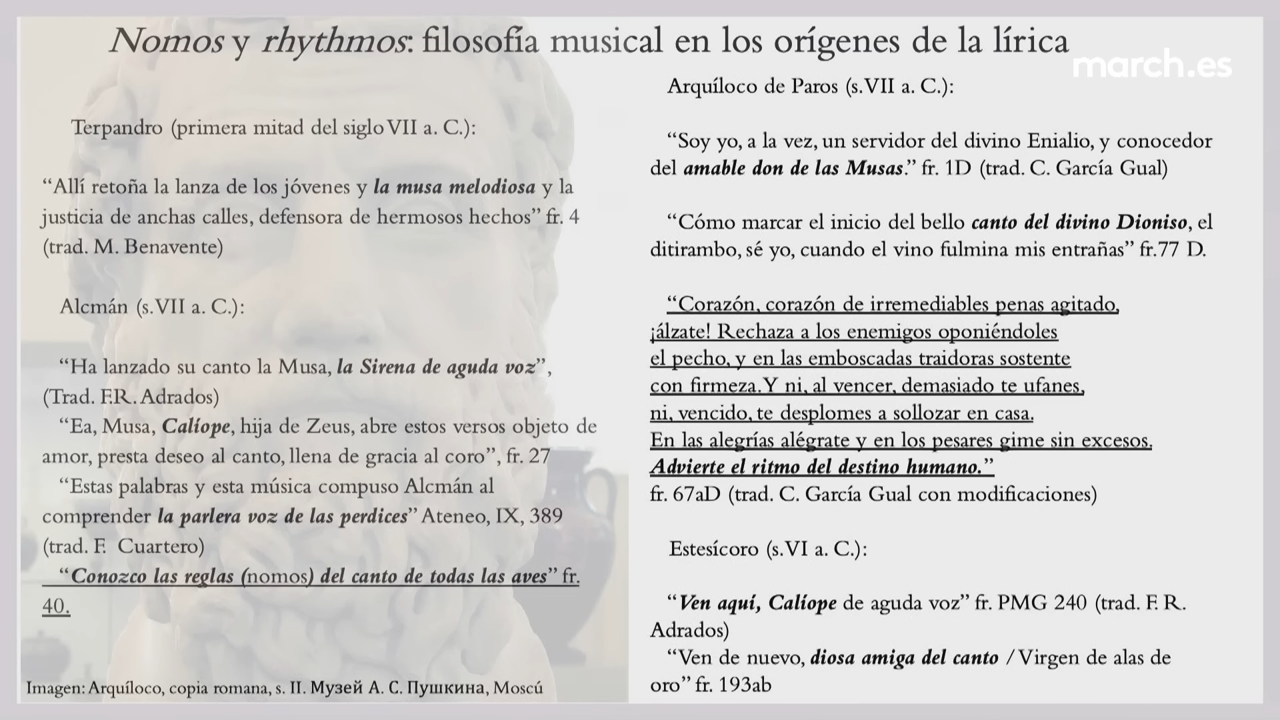 Nomos y rhythmos: filosofía musical en los orígenes de la lírica
march.es
Terpandro (primera mitad del siglo VII a. C.):
“Allí retoña la lanza de los jóvenes y la musa melodiosa y la
justicia de anchas calles, defensora de hermosos hechos” fr. 4
(trad. M. Benavente)
Alcmán (s.VII a. C.):
“Ha lanzado su canto la Musa, la Sirena de aguda voz”,
(Trad. F.R. Adrados)
“Ea, Musa, Calíope, hija de Zeus, abre estos versos objeto de
amor, presta deseo al canto, llena de gracia al coro”, fr. 27
“Estas palabras y esta música compuso Alcmán al
comprender la parlera voz de las perdices” Ateneo, IX, 389
(trad. F. Cuartero)
“Conozco las reglas (nomos) del canto de todas las aves” fr.
40.
Imagen: Arquíloco, copia romana, s. II. Музей А. С. Пушкина, Moscú
Arquíloco de Paros (s.VII a. C.):
“Soy yo, a la vez, un servidor del divino Enialio, y conocedor
del amable don de las Musas.” fr. 1D (trad. C. García Gual)
“Cómo marcar el inicio del bello canto del divino Dioniso, el
ditirambo, sé yo, cuando el vino fulmina mis entrañas” fr.77 D.
“Corazón, corazón de irremediables penas agitado,
¡álzate! Rechaza a los enemigos oponiéndoles
el pecho, y en las emboscadas traidoras sostente
con firmeza. Y ni, al vencer, demasiado te ufanes,
ni, vencido, te desplomes a sollozar en casa.
En las alegrías alégrate y en los pesares gime sin excesos.
Advierte el ritmo del destino humano.”
fr. 67aD (trad. C. García Gual con modificaciones)
Estesícoro (s.VI a. C.):
“Ven aquí, Calíope de aguda voz” fr. PMG 240 (trad. F. R.
Adrados)
“Ven de nuevo, diosa amiga del canto / Virgen de alas de
oro” fr. 193ab